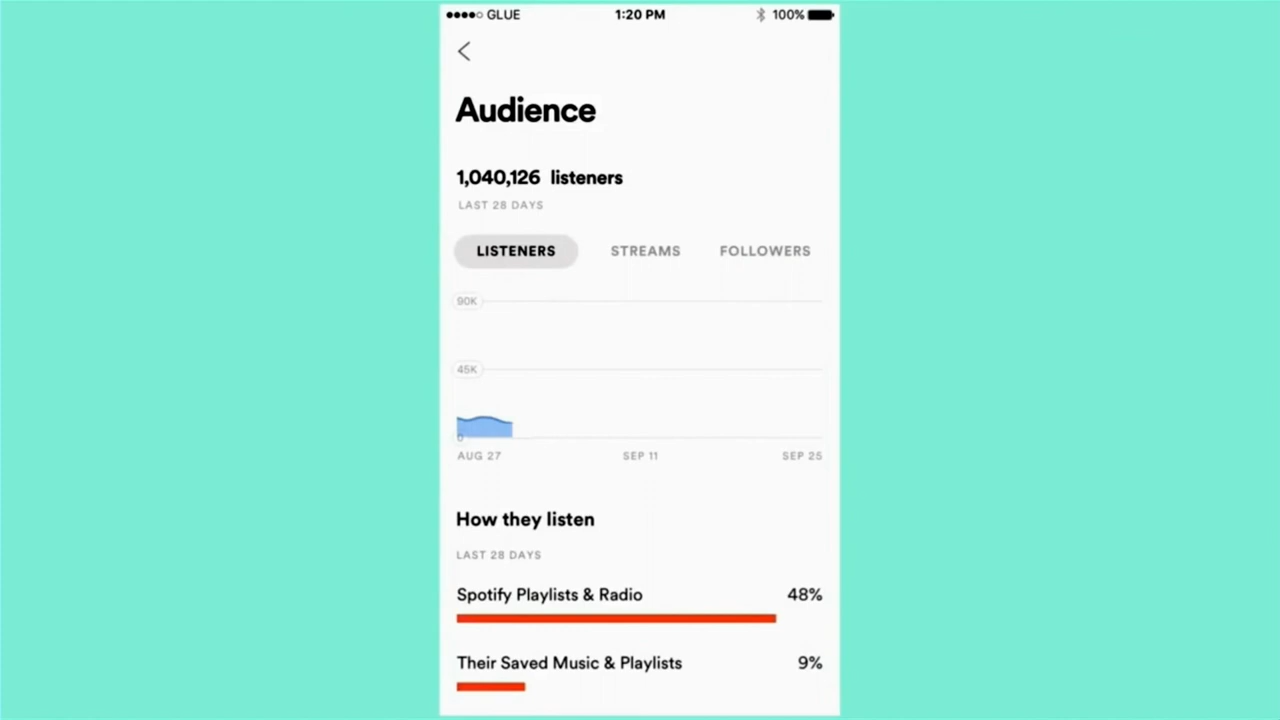 GLUE 1:20 PM 100%
Audience
1,040,126 listeners
LAST 28 DAYS
LISTENERS STREAMS FOLLOWERS
90K
45K
0
AUG 27 SEP 11 SEP 25
How they listen
LAST 28 DAYS
Spotify Playlists & Radio 48%
Their Saved Music & Playlists 9%